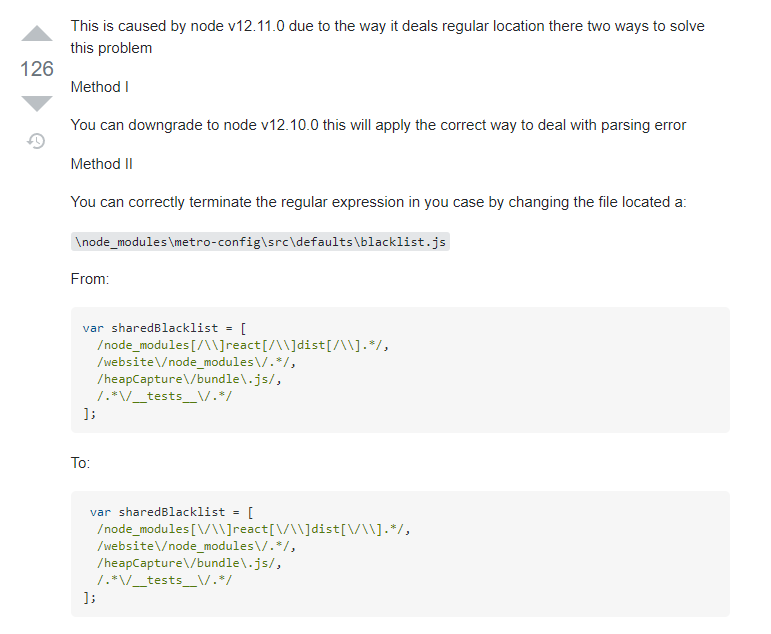 This is caused by node v12.11.0 due to the way it deals regular location there two ways to solve
this problem
126
Method I
You can downgrade to node v12.10.0 this will apply the correct way to deal with parsing error
Method II
You can correctly terminate the regular expression in you case by changing the file located a:
\node_modules\metro-config\src\defaults\blacklist.js
From:
var sharedBlacklist = [
  /node_modules[/\\]react[/\\]dist[/\\].*/,
  /website\/node_modules\/.*/,
  /heapCapture\/bundle\.js/,
  /.*\/__tests__\/.*/
];
To:
 var sharedBlacklist = [
  /node_modules[\/\\]react[\/\\]dist[\/\\].*/,
  /website\/node_modules\/.*/,
  /heapCapture\/bundle\.js/,
  /.*\/__tests__\/.*/
];